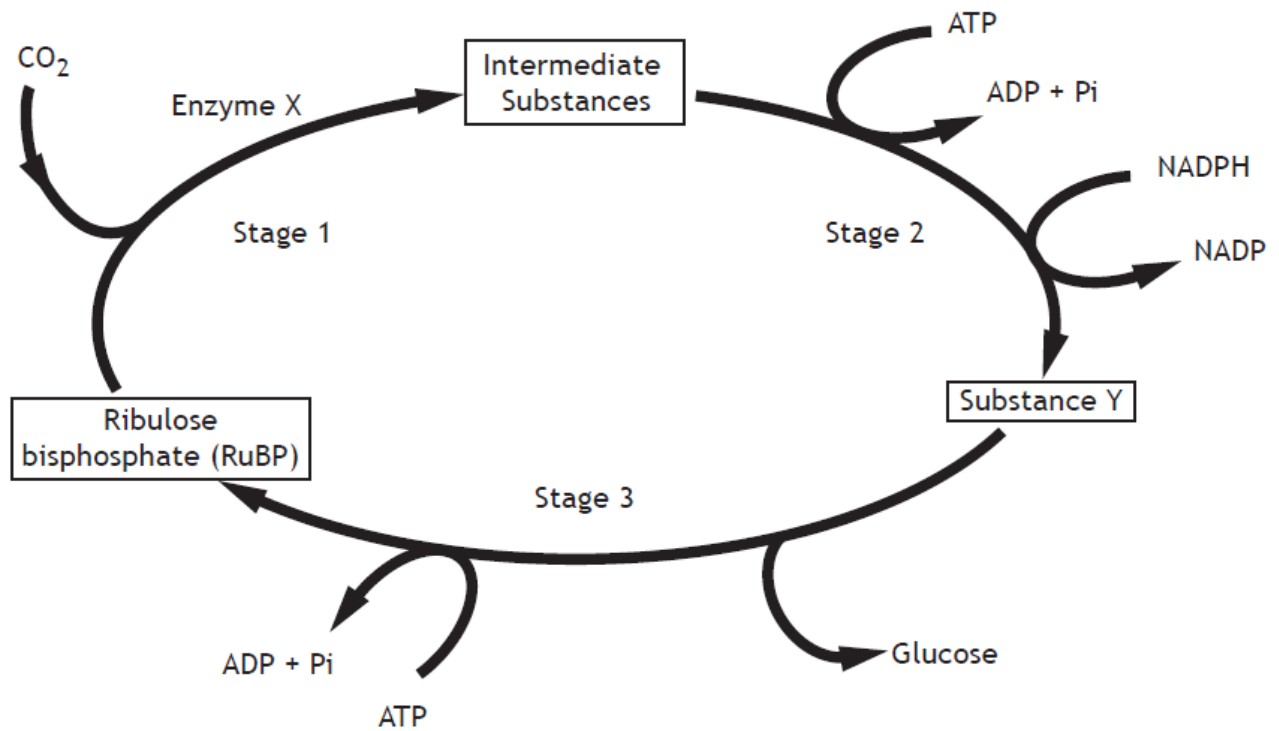 CO₂
Enzyme X
Intermediate
Substances
ATP
ADP + Pi
NADPH
NADP
Stage 1
Stage 2
Substance Y
Ribulose
bisphosphate (RuBP)
Stage 3
ADP + Pi
ATP
Glucose